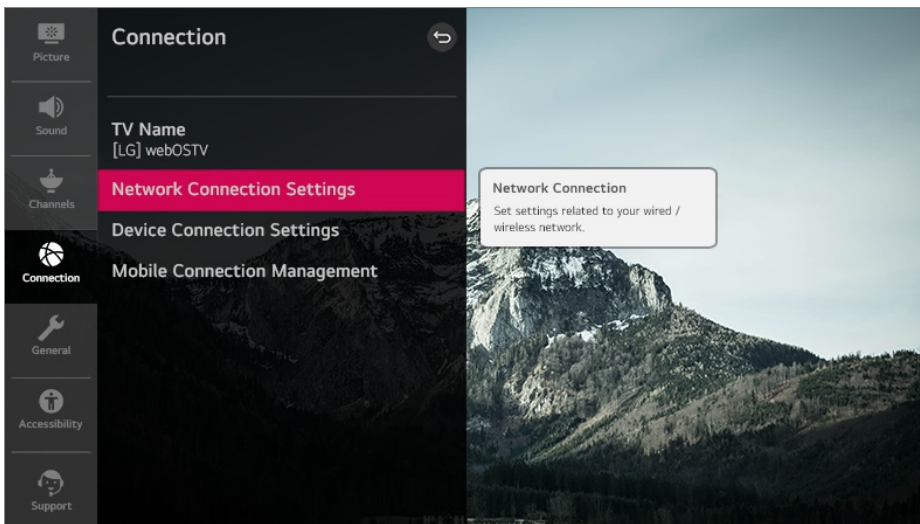 Picture
Sound
Channels
Connection
General
Accessibility
Support
Connection
TV Name
[LG] webOSTV
Network Connection Settings
Device Connection Settings
Mobile Connection Management
Network Connection
Set settings related to your wired /
wireless network.